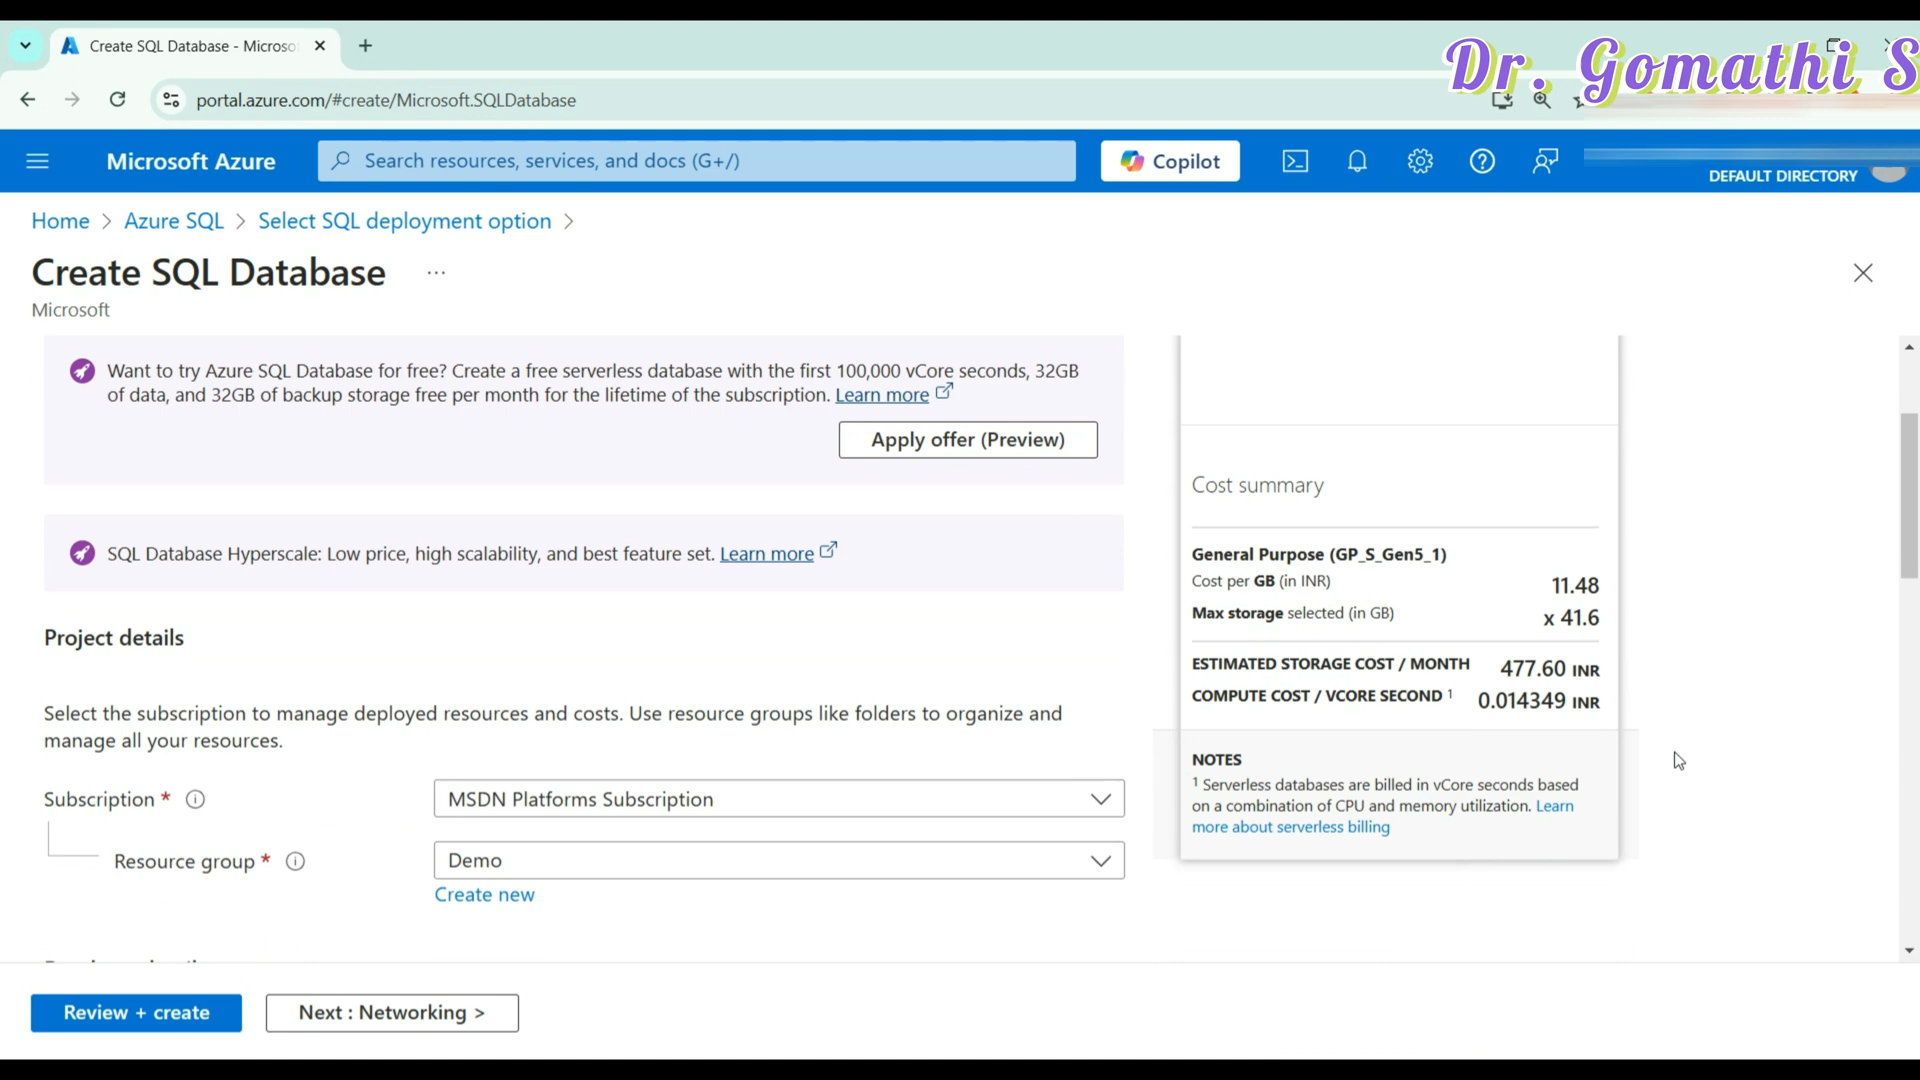 Create SQL Database - Microso
Dr. Gomathi S
portal.azure.com/#create/Microsoft.SQLDatabase
Microsoft Azure
Search resources, services, and docs (G+/)
Copilot
DEFAULT DIRECTORY
Home > Azure SQL > Select SQL deployment option >
Create SQL Database ...
Microsoft
Want to try Azure SQL Database for free? Create a free serverless database with the first 100,000 vCore seconds, 32GB
of data, and 32GB of backup storage free per month for the lifetime of the subscription. Learn more
Apply offer (Preview)
SQL Database Hyperscale: Low price, high scalability, and best feature set. Learn more
Project details
Select the subscription to manage deployed resources and costs. Use resource groups like folders to organize and
manage all your resources.
Subscription *
MSDN Platforms Subscription
Resource group *
Demo
Create new
Cost summary
General Purpose (GP_S_Gen5_1)
Cost per GB (in INR) 11.48
Max storage selected (in GB) x 41.6
ESTIMATED STORAGE COST / MONTH 477.60 INR
COMPUTE COST / VCORE SECOND 1 0.014349 INR
NOTES
1 Serverless databases are billed in vCore seconds based
on a combination of CPU and memory utilization. Learn
more about serverless billing
Review + create
Next : Networking >